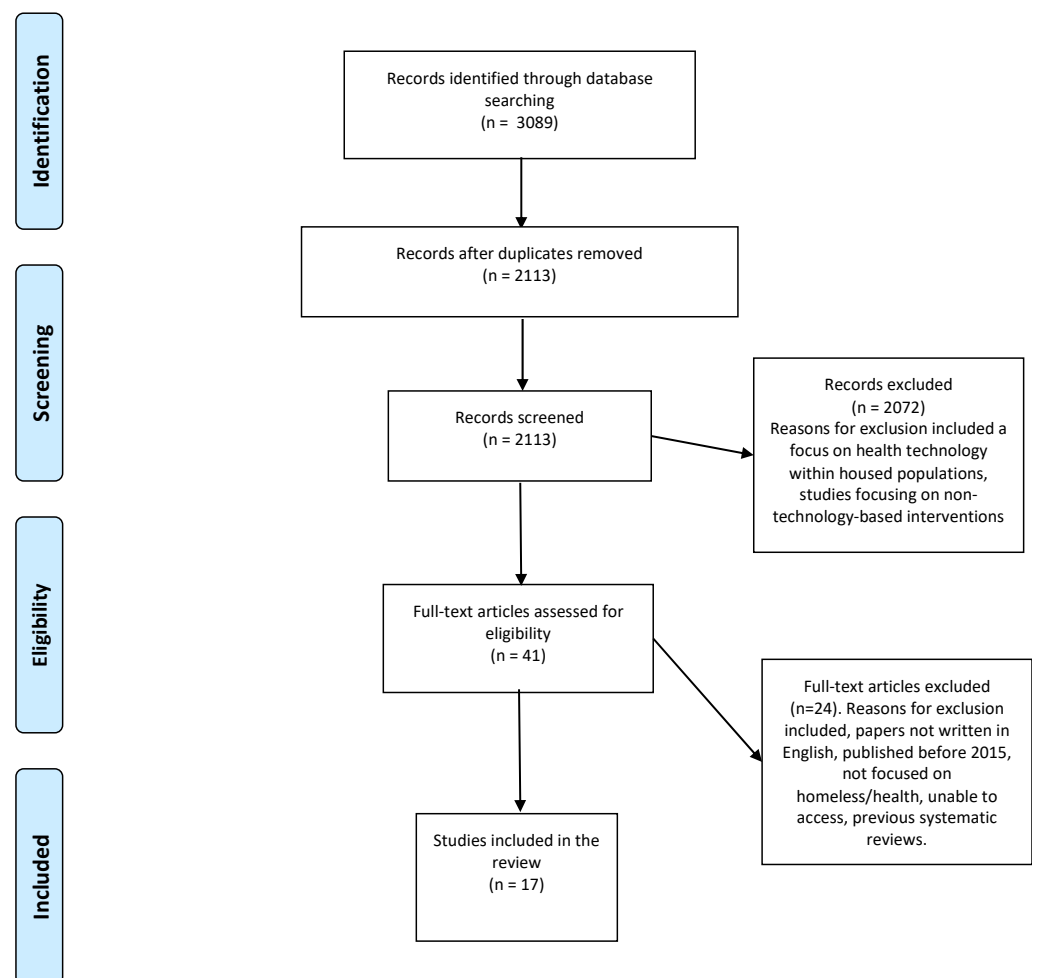 Identification
Records identified through database
searching
(n =  3089)
Records after duplicates removed
(n = 2113)
Screening
Records screened
(n = 2113)
Records excluded
(n = 2072)
Reasons for exclusion included a
focus on health technology
within housed populations,
studies focusing on non-
technology-based interventions
Eligibility
Full-text articles assessed for
eligibility
(n = 41)
Full-text articles excluded
(n=24). Reasons for exclusion
included, papers not written in
English, published before 2015,
not focused on
homeless/health, unable to
access, previous systematic
reviews.
Included
Studies included in the
review
(n = 17)